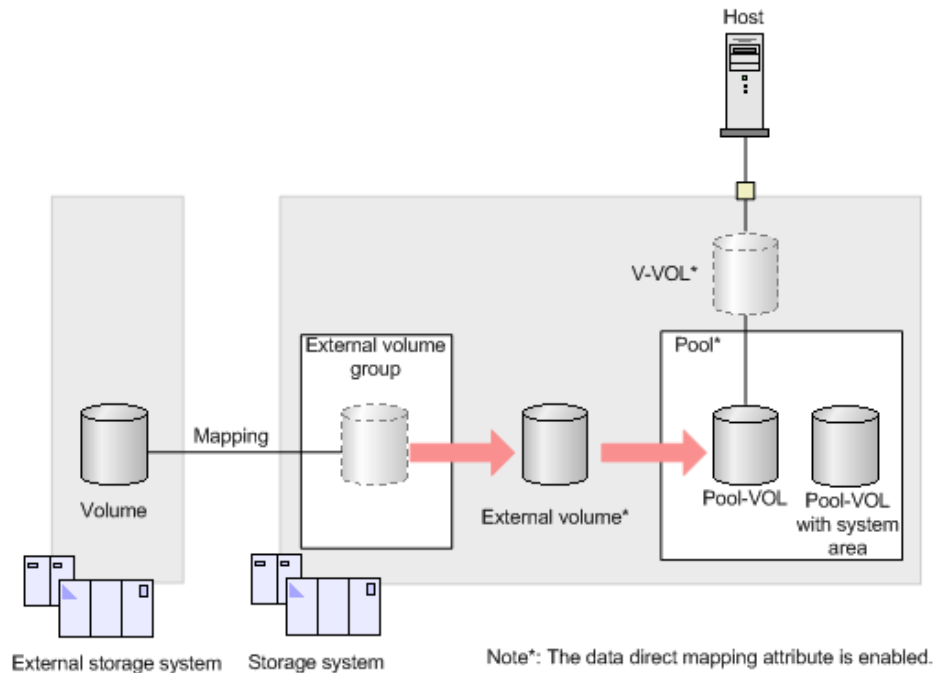 Host
V-VOL*
External volume
group
Pool*
Mapping
Volume
External volume*
Pool-VOL
Pool-VOL
with system
area
External storage system
Storage system
Note*: The data direct mapping attribute is enabled.